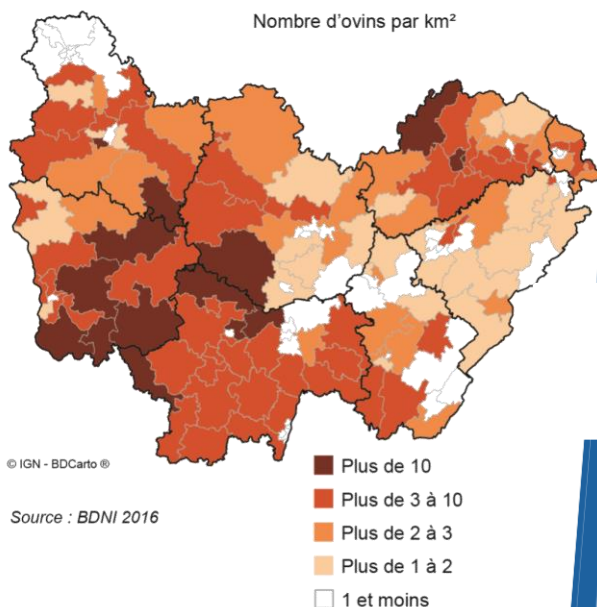 Nombre d'ovins par km²
© IGN - BDCarto ®
Source : BDNI 2016
Plus de 10
Plus de 3 à 10
Plus de 2 à 3
Plus de 1 à 2
1 et moins